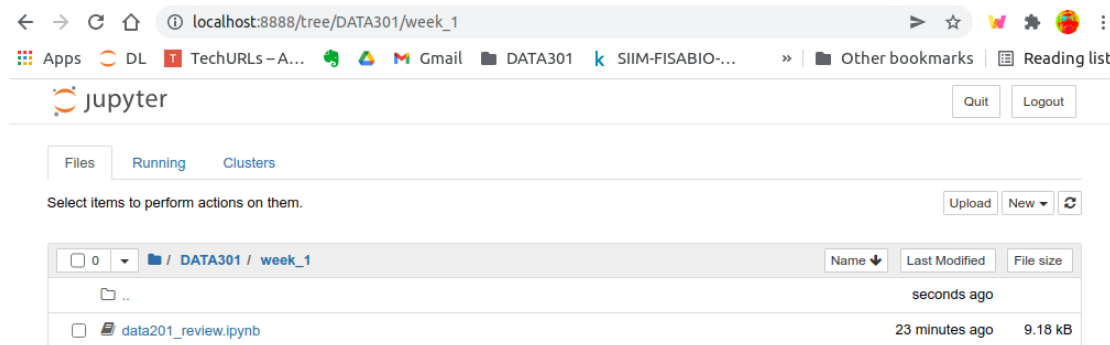 localhost:8888/tree/DATA301/week_1
Apps DL TechURLs – A... Gmail DATA301 SIIM-FISABIO-... » Other bookmarks Reading list
jupyter Quit Logout
Files Running Clusters
Select items to perform actions on them. Upload New
0 / DATA301 / week_1 Name Last Modified File size
.. seconds ago
data201_review.ipynb 23 minutes ago 9.18 kB